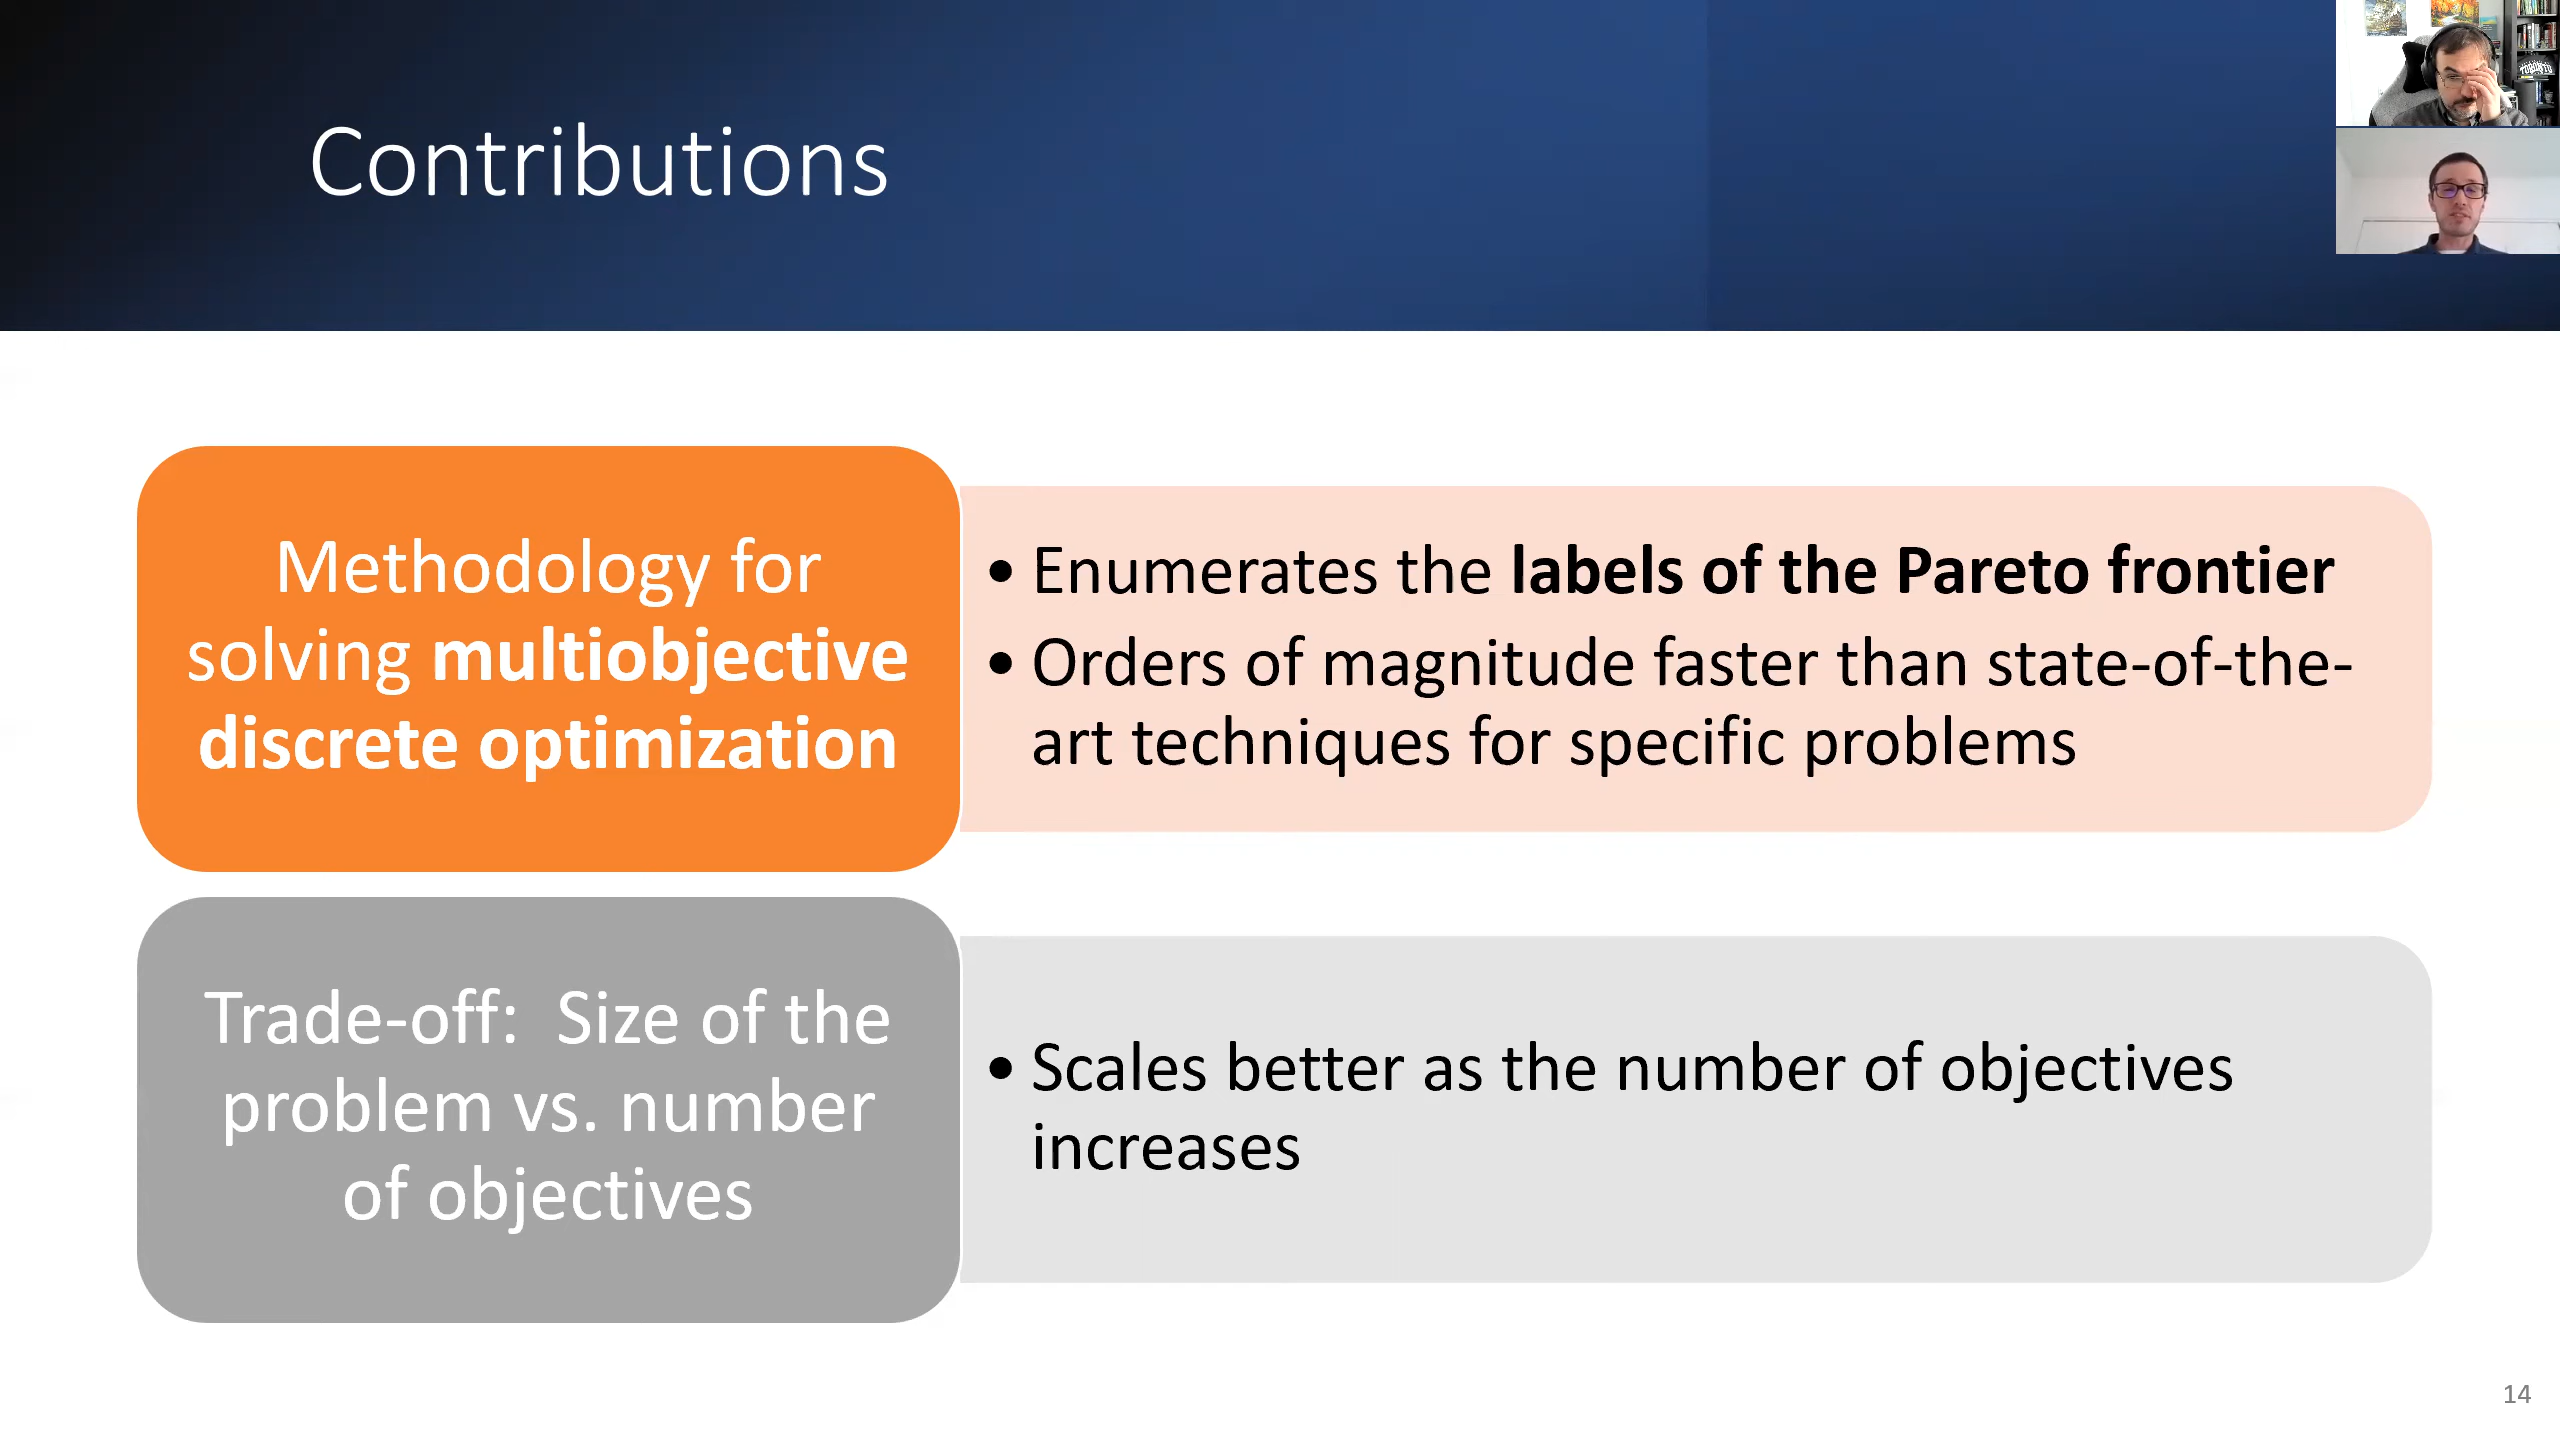 Contributions
Methodology for
solving multiobjective
discrete optimization
• Enumerates the labels of the Pareto frontier
• Orders of magnitude faster than state-of-the-
art techniques for specific problems
Trade-off: Size of the
problem vs. number
of objectives
• Scales better as the number of objectives
increases
14